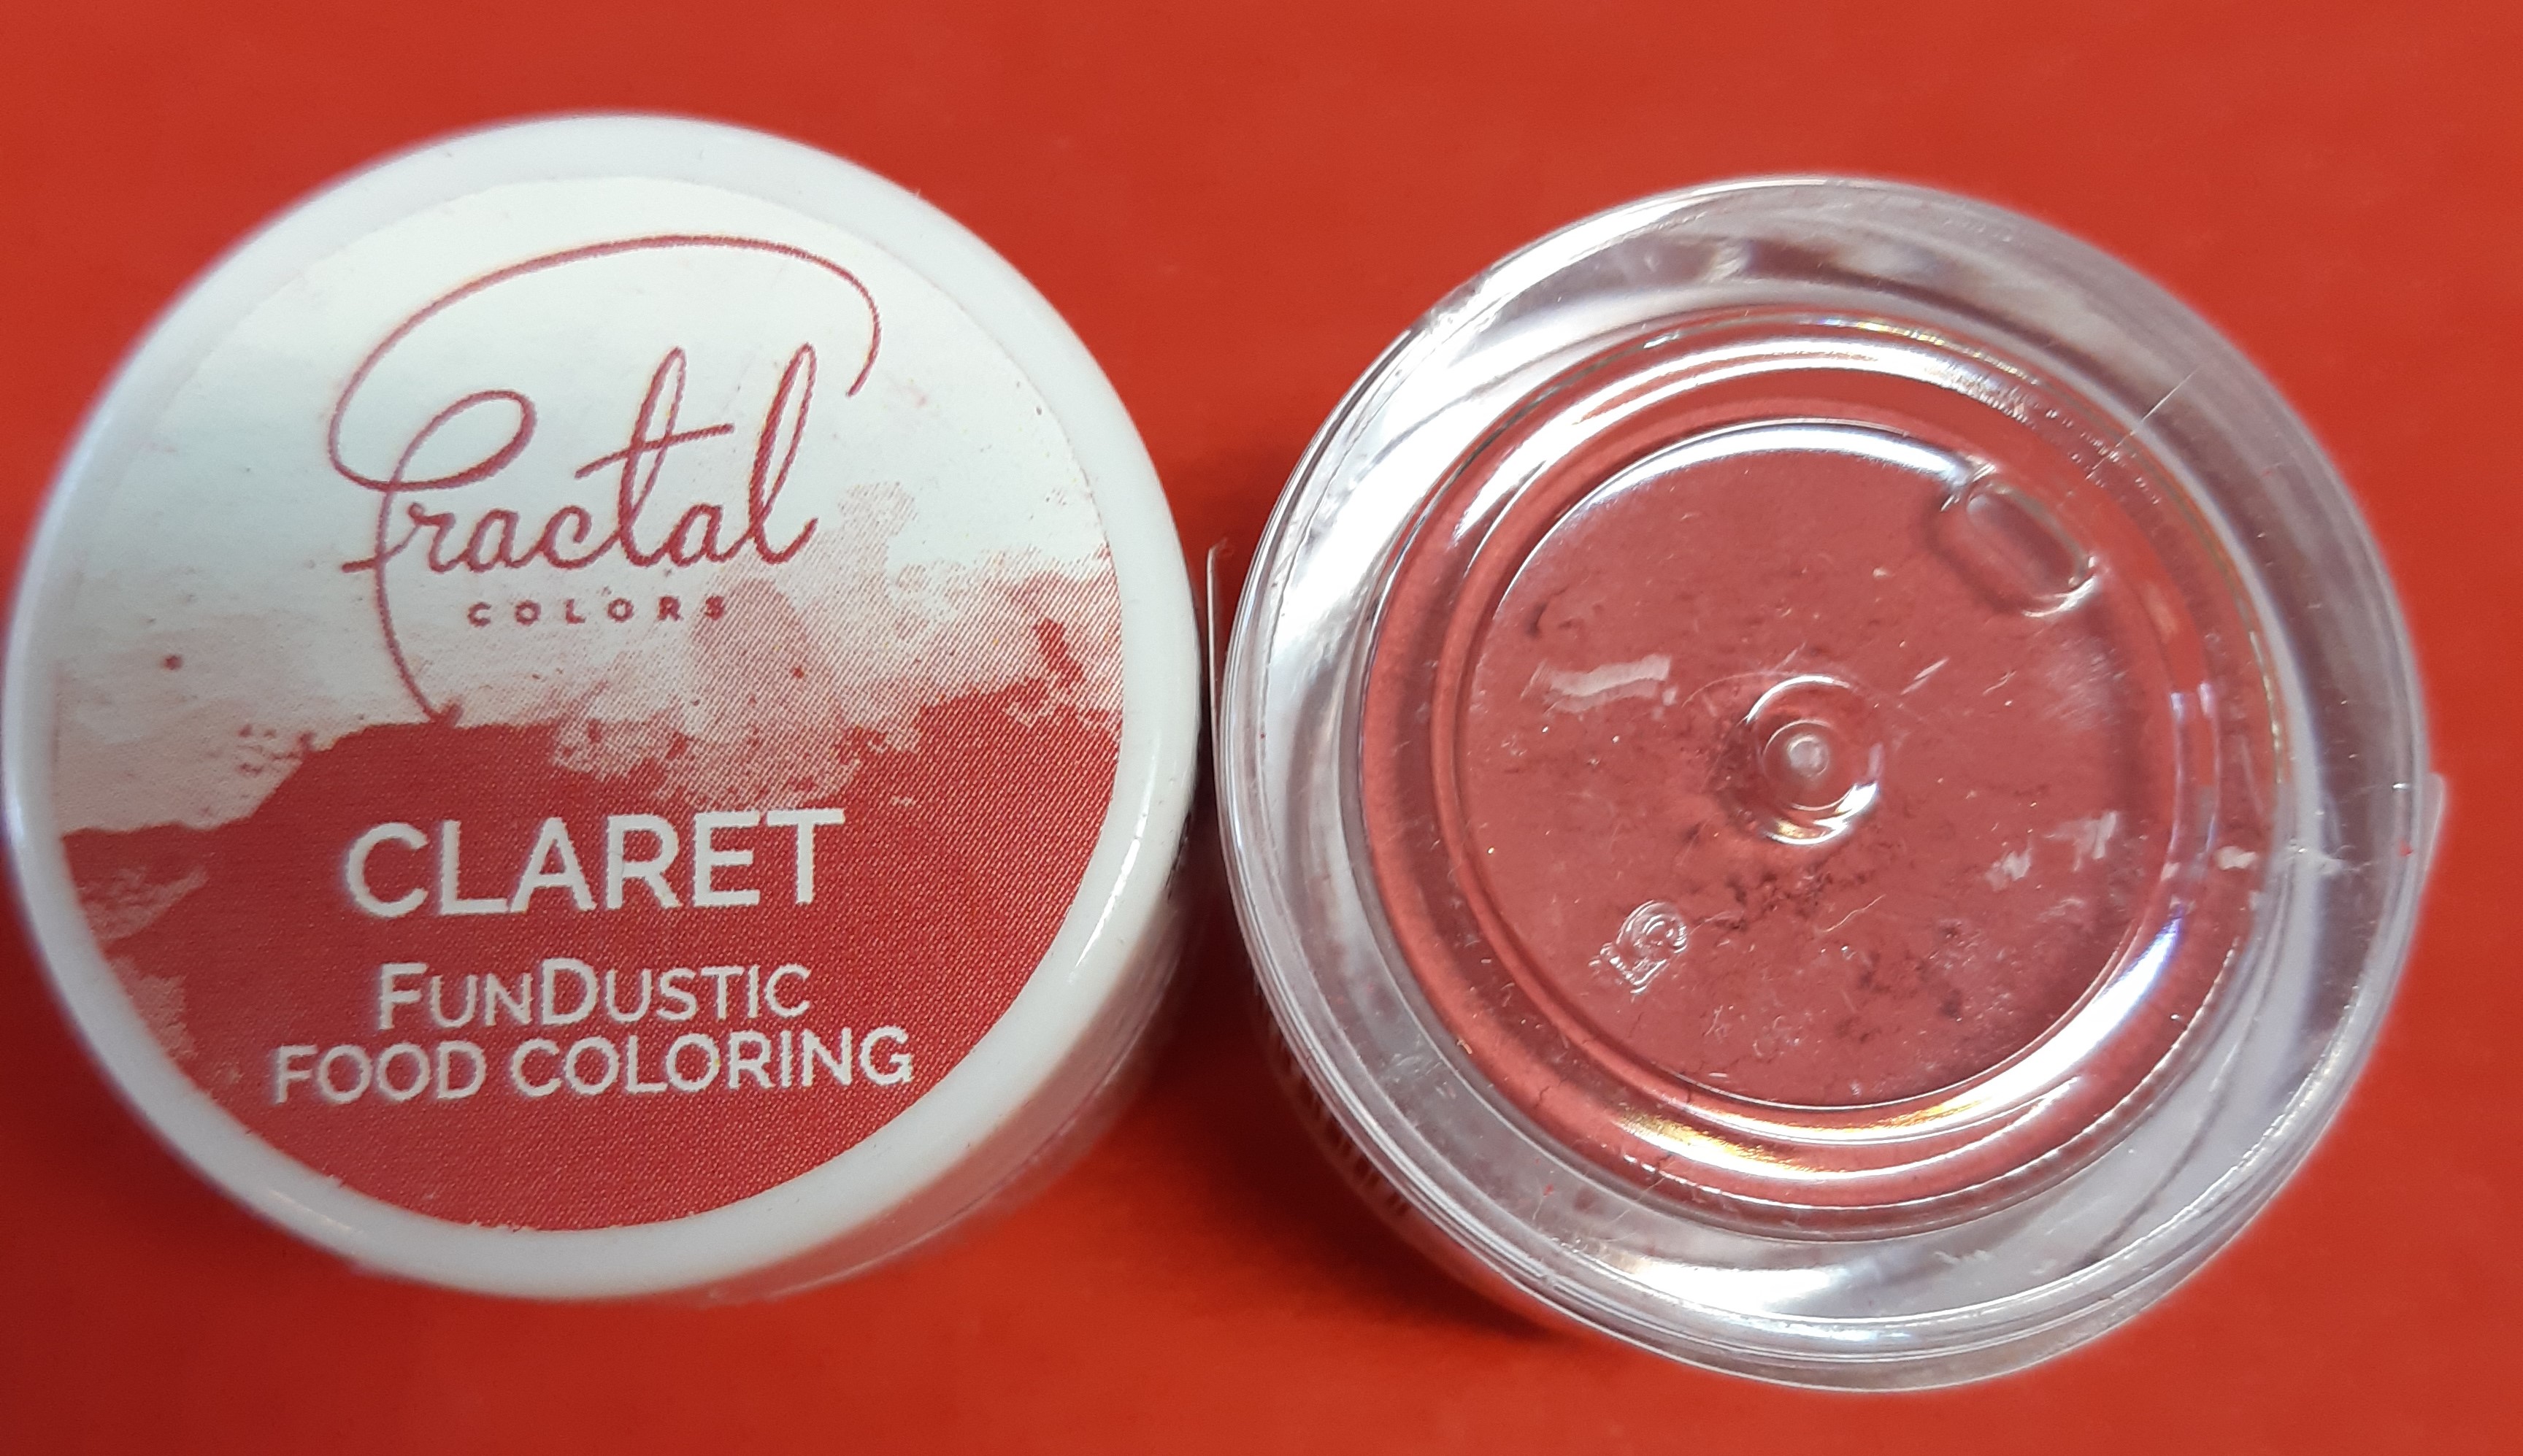 Fractal
COLORS
CLARET
FUNDUSTIC
FOOD COLORING